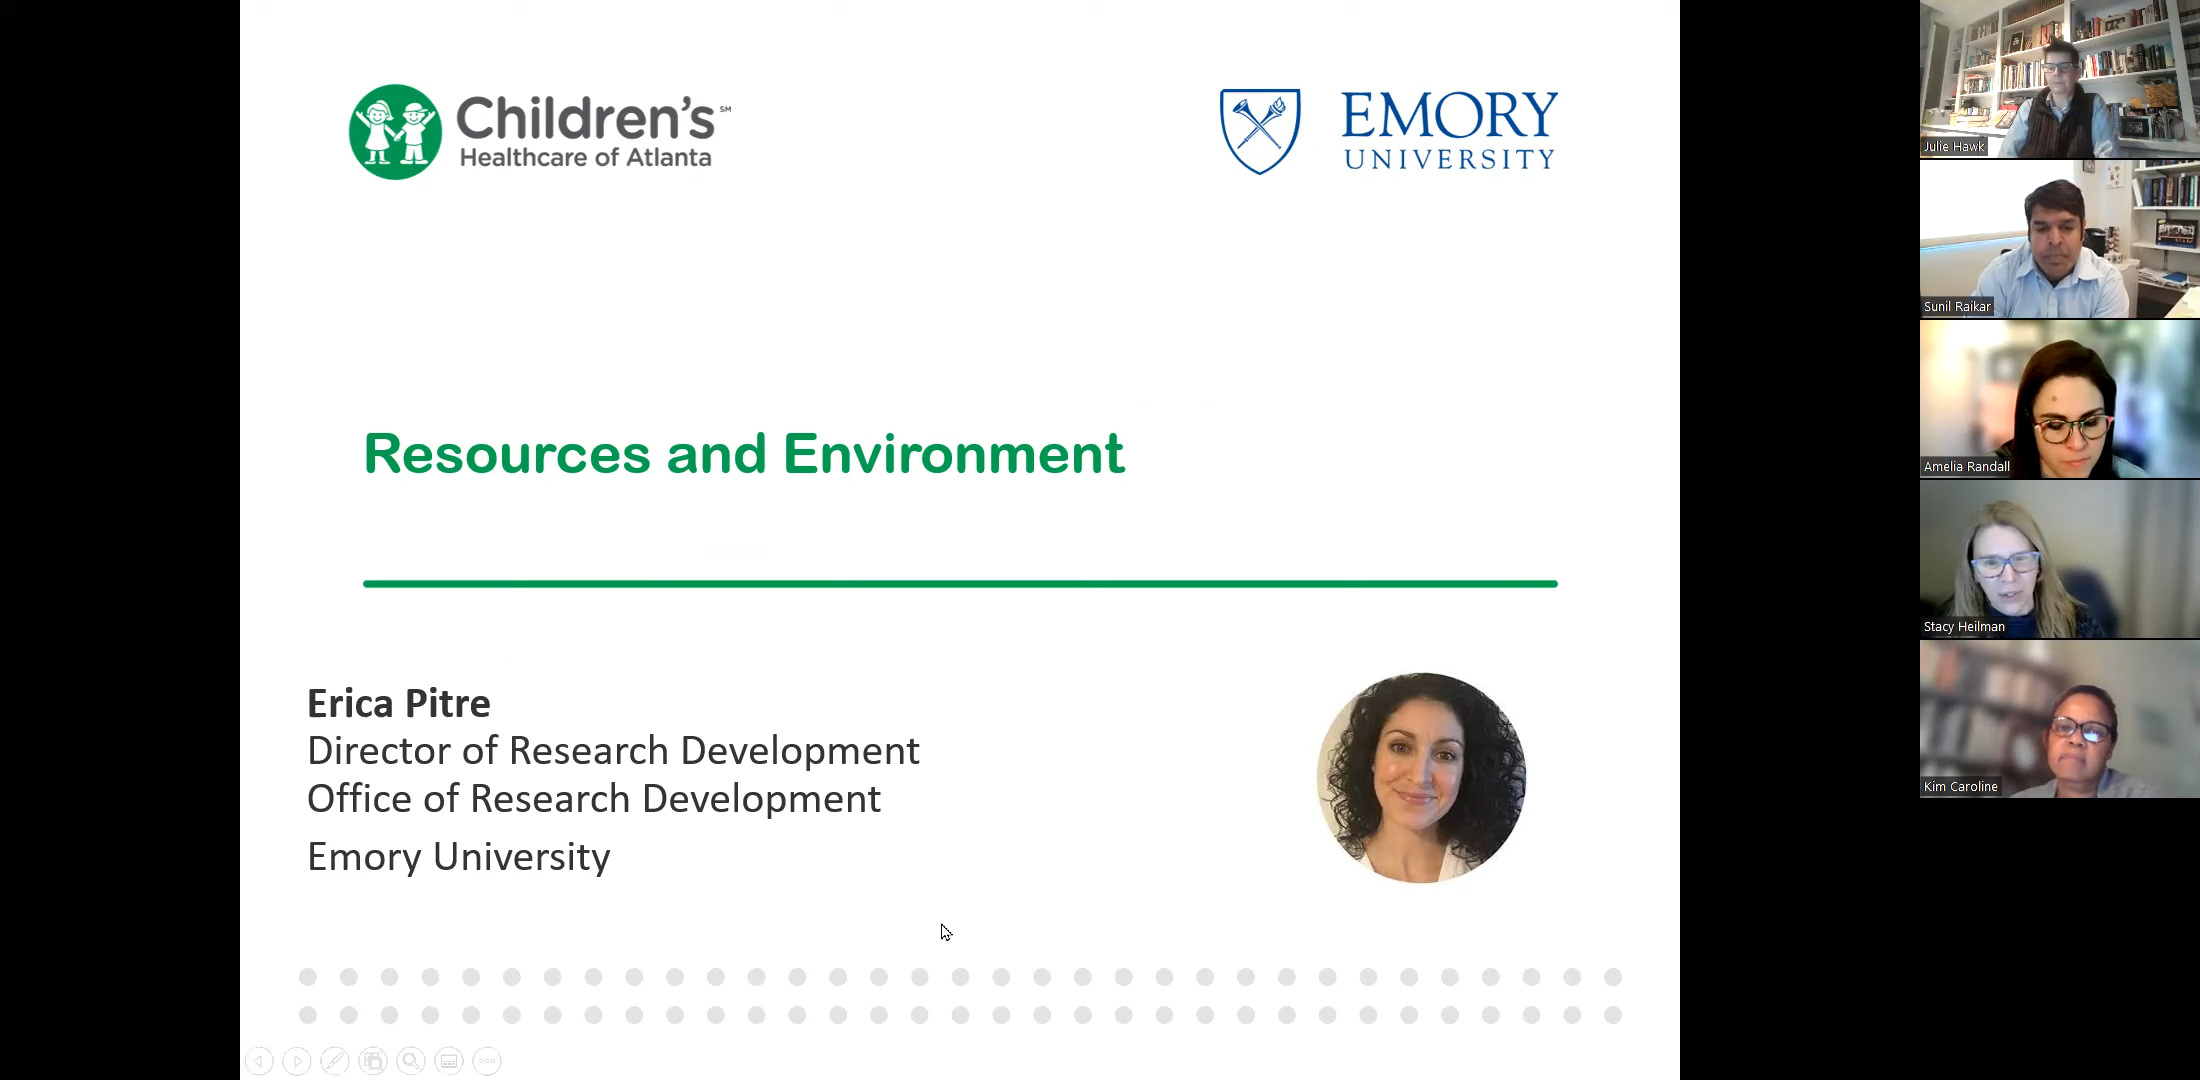 Children's℠
Healthcare of Atlanta
EMORY
UNIVERSITY
Resources and Environment
Erica Pitre
Director of Research Development
Office of Research Development
Emory University
Julie Hawk
Sunil Raikar
Amelia Randall
Stacy Heilman
Kim Caroline